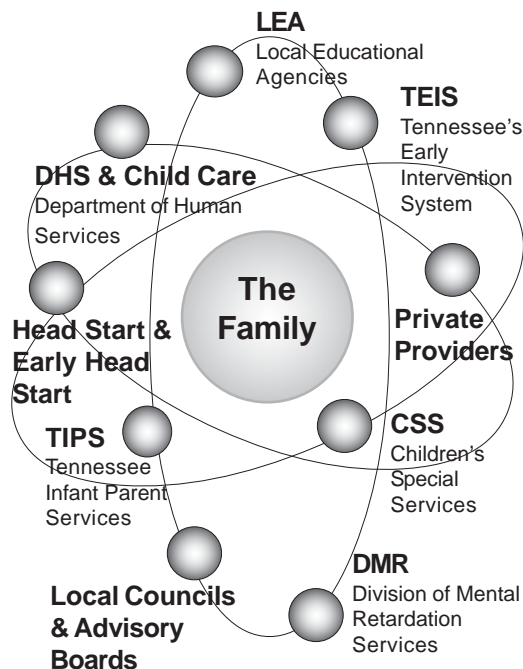 LEA
Local Educational
Agencies
TEIS
Tennessee's
Early
Intervention
System
DHS & Child Care
Department of Human
Services
The
Family
Head Start &
Early Head
Start
Private
Providers
TIPS
Tennessee
Infant Parent
Services
CSS
Children's
Special
Services
Local Councils
& Advisory
Boards
DMR
Division of Mental
Retardation
Services